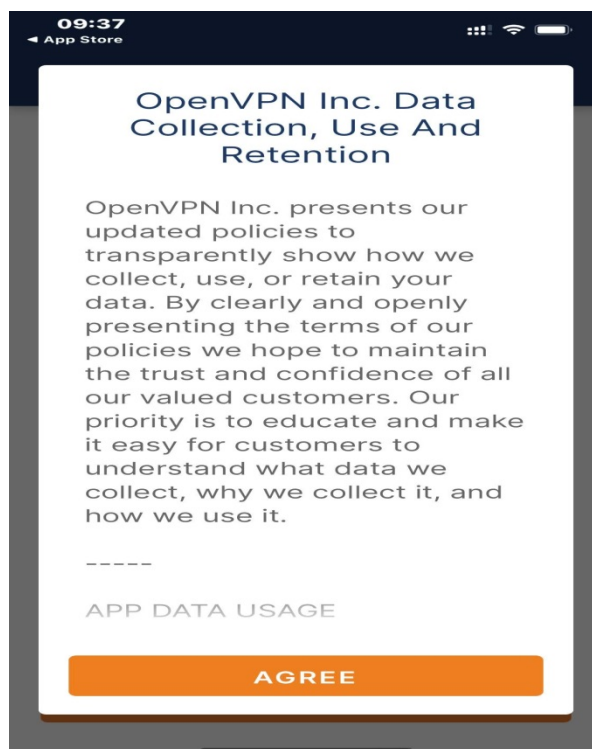 09:37
◄ App Store
OpenVPN Inc. Data
Collection, Use And
Retention
OpenVPN Inc. presents our
updated policies to
transparently show how we
collect, use, or retain your
data. By clearly and openly
presenting the terms of our
policies we hope to maintain
the trust and confidence of all
our valued customers. Our
priority is to educate and make
it easy for customers to
understand what data we
collect, why we collect it, and
how we use it.
-----
APP DATA USAGE
AGREE